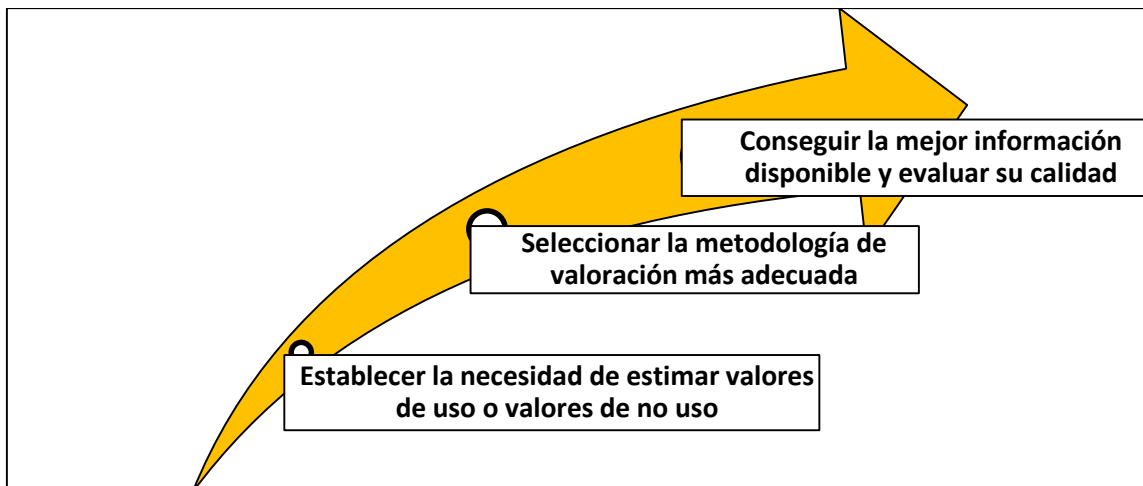 Conseguir la mejor información
disponible y evaluar su calidad
Seleccionar la metodología de
valoración más adecuada
Establecer la necesidad de estimar valores
de uso o valores de no uso